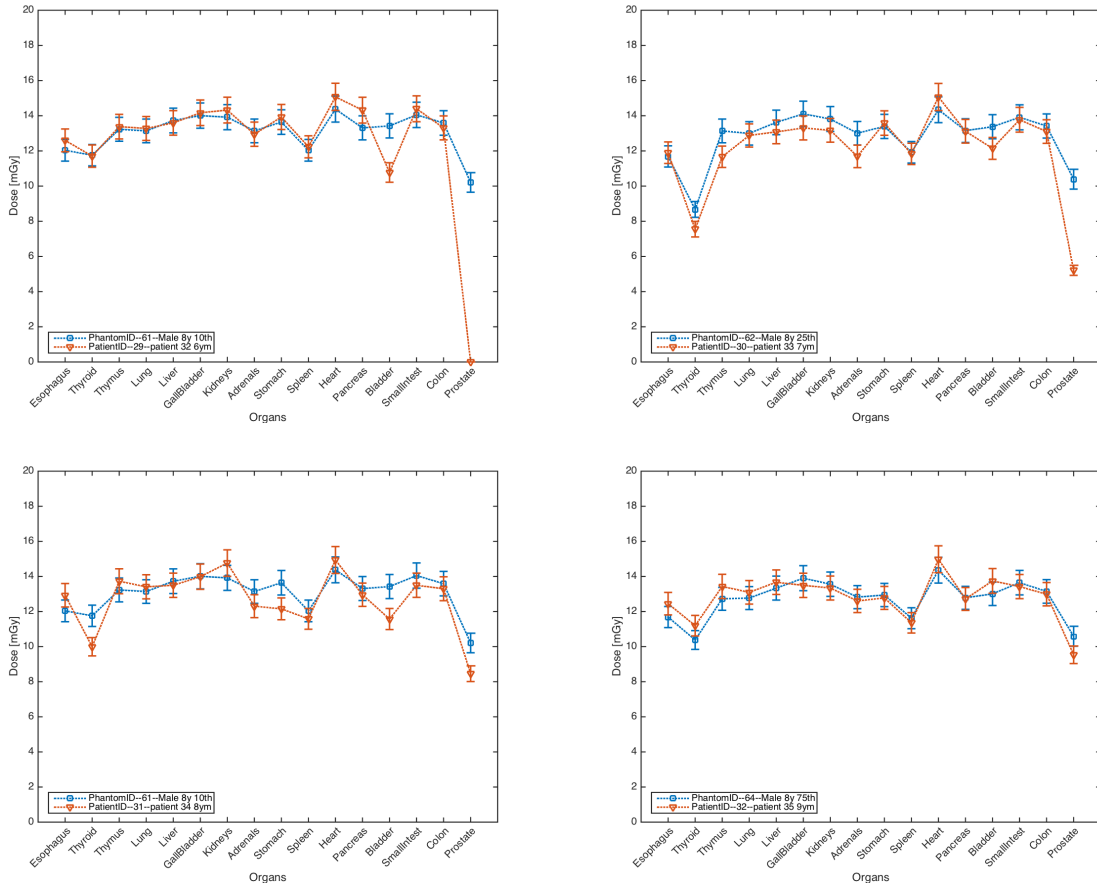 20
18
16
14
12
10
8
6
4
2
0
Dose [mGy]
PhantomID--61--Male 8y 10th
PatientID--29--patient 32 6ym
Esophagus
Thyroid
Thymus
Lung
Liver
GallBladder
Kidneys
Adrenals
Stomach
Spleen
Heart
Pancreas
Bladder
SmallIntest
Colon
Prostate
Organs
20
18
16
14
12
10
8
6
4
2
0
Dose [mGy]
PhantomID--62--Male 8y 25th
PatientID--30--patient 33 7ym
Esophagus
Thyroid
Thymus
Lung
Liver
GallBladder
Kidneys
Adrenals
Stomach
Spleen
Heart
Pancreas
Bladder
SmallIntest
Colon
Prostate
Organs
20
18
16
14
12
10
8
6
4
2
0
Dose [mGy]
PhantomID--61--Male 8y 10th
PatientID--31--patient 34 8ym
Esophagus
Thyroid
Thymus
Lung
Liver
GallBladder
Kidneys
Adrenals
Stomach
Spleen
Heart
Pancreas
Bladder
SmallIntest
Colon
Prostate
Organs
20
18
16
14
12
10
8
6
4
2
0
Dose [mGy]
PhantomID--64--Male 8y 75th
PatientID--32--patient 35 9ym
Esophagus
Thyroid
Thymus
Lung
Liver
GallBladder
Kidneys
Adrenals
Stomach
Spleen
Heart
Pancreas
Bladder
SmallIntest
Colon
Prostate
Organs